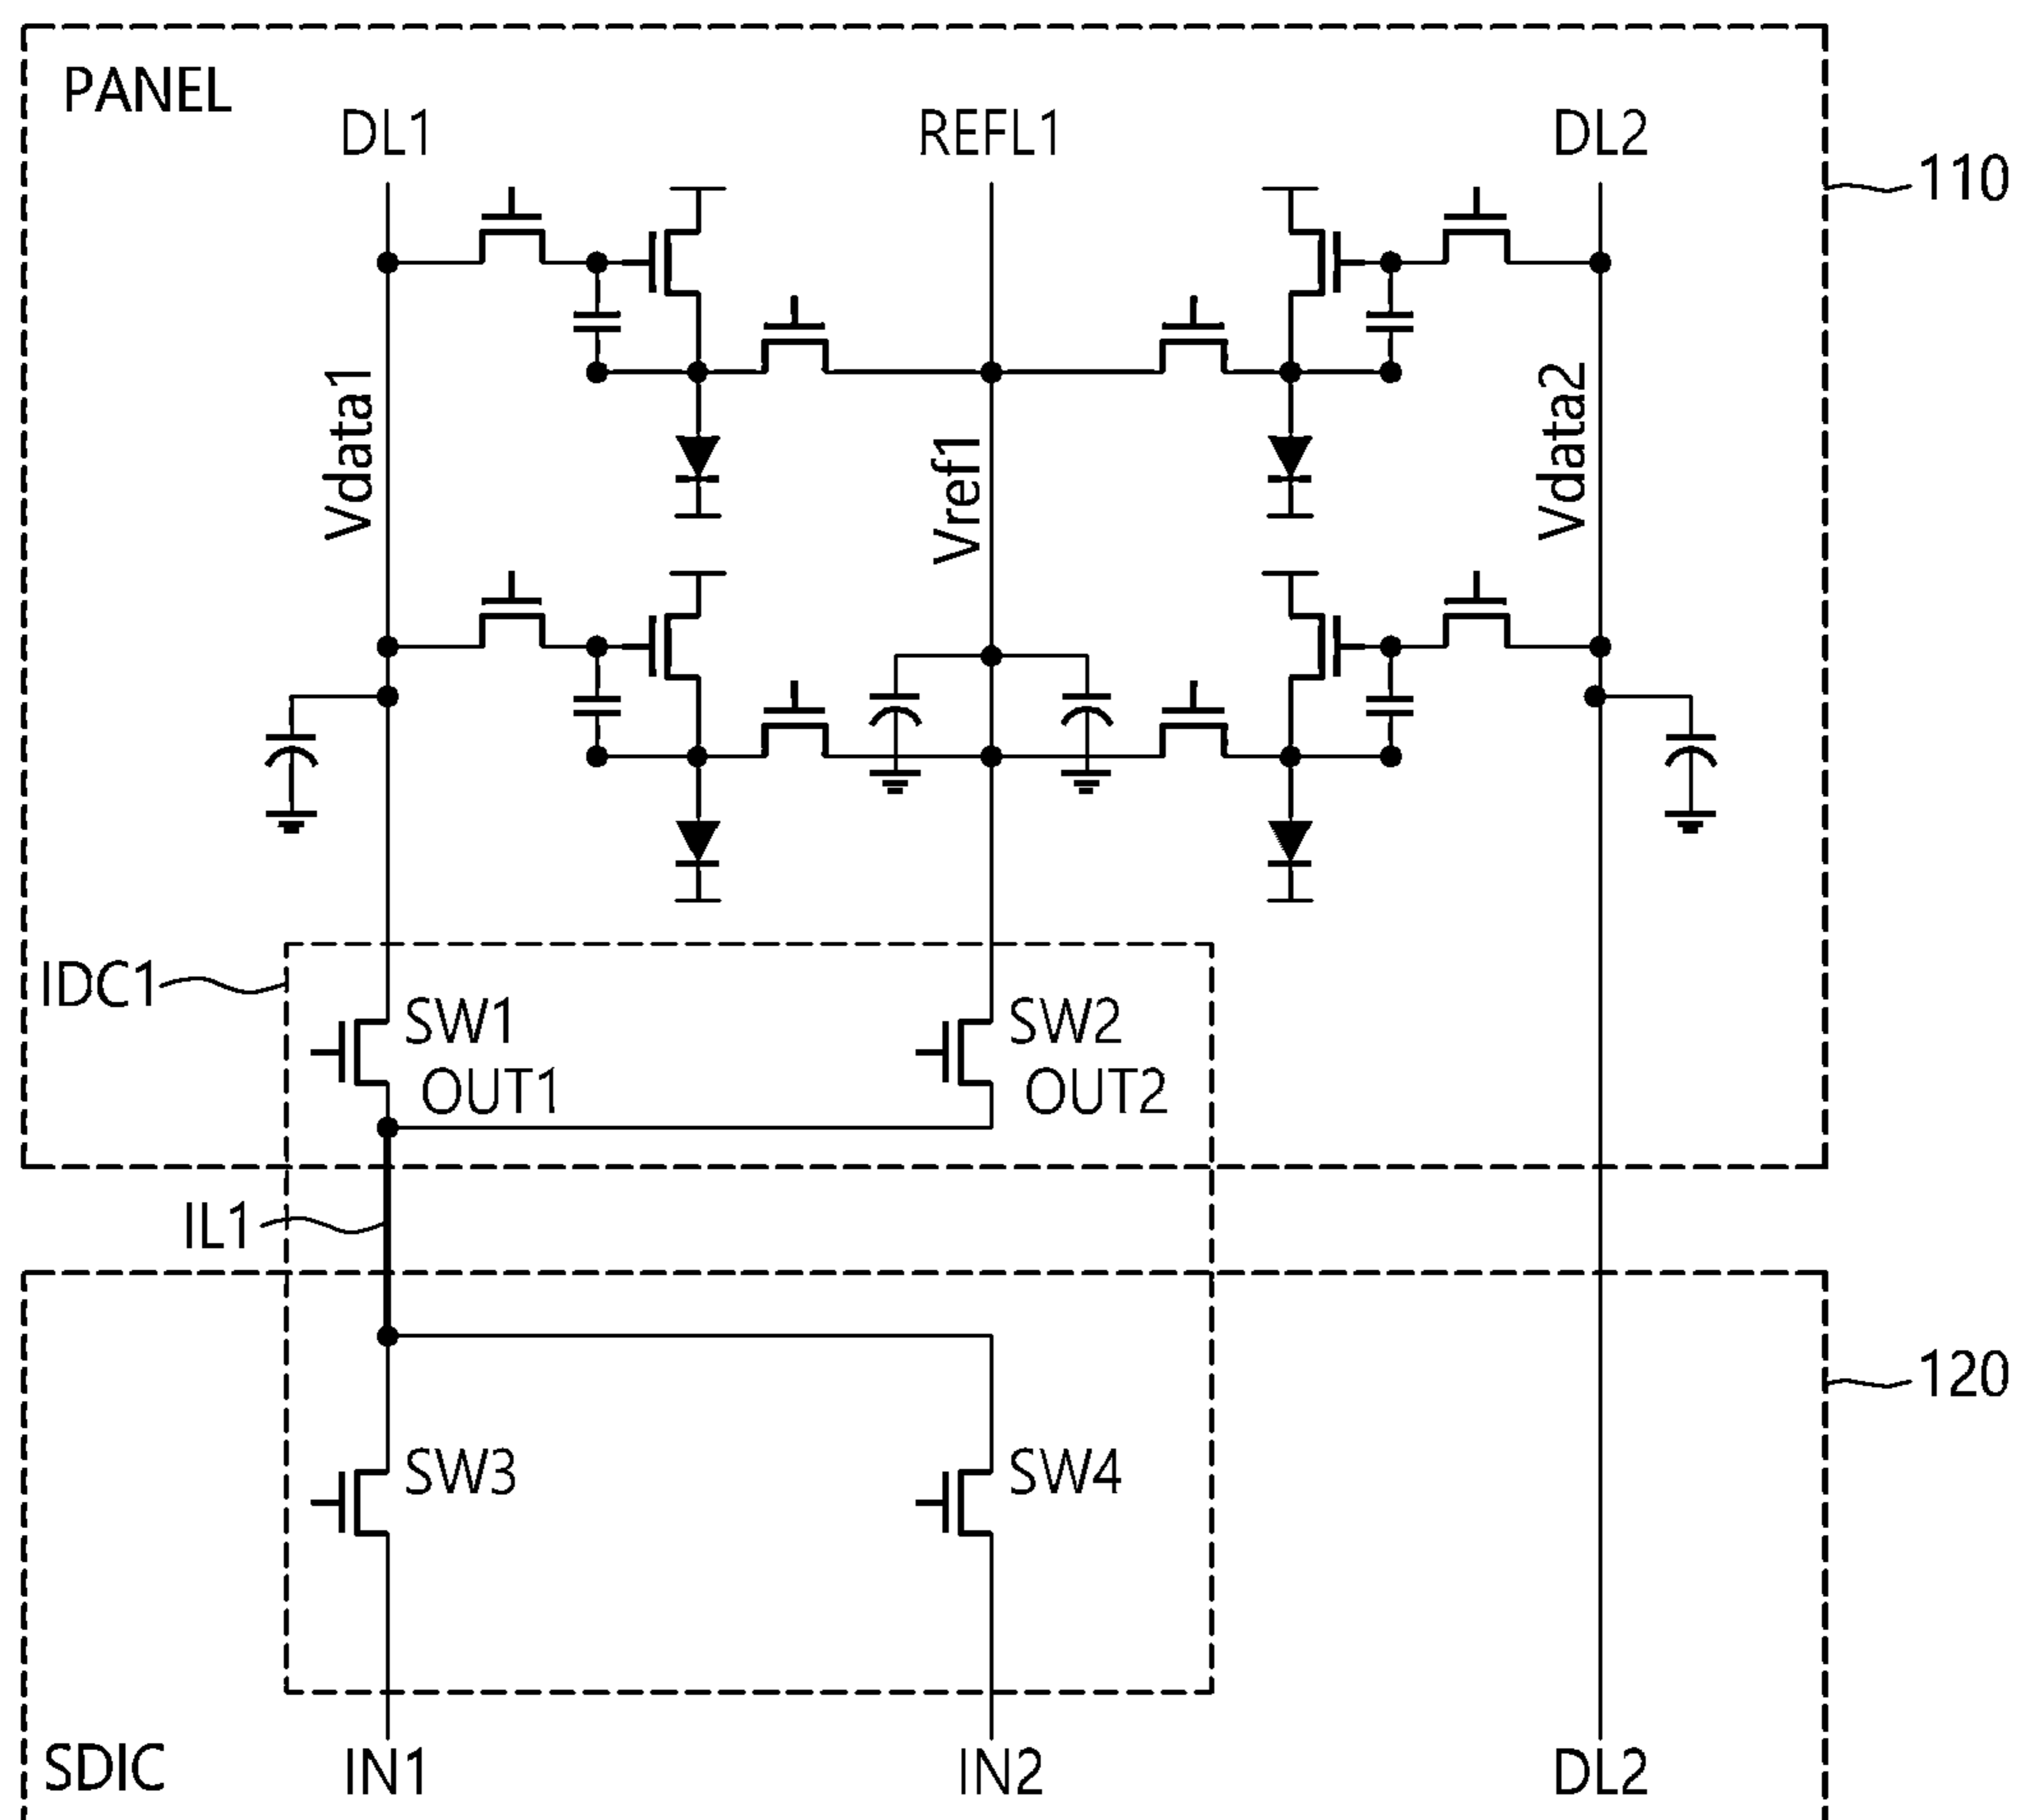 PANEL
DL1
REFL1
DL2
110
Vdata1
Vref1
Vdata2
IDC1
SW1
OUT1
SW2
OUT2
IL1
120
SW3
SW4
SDIC
IN1
IN2
DL2